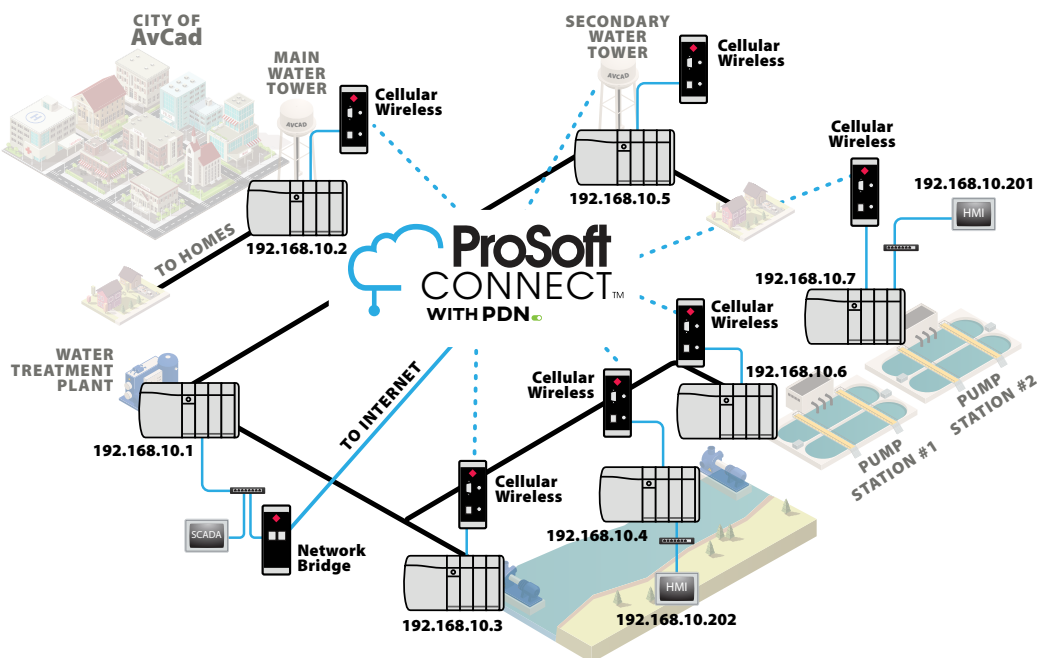 CITY OF
AvCad
MAIN
WATER
TOWER
AVCAD
Cellular
Wireless
SECONDARY
WATER
TOWER
AVCAD
Cellular
Wireless
Cellular
Wireless
192.168.10.201
HMI
192.168.10.2
192.168.10.5
TO HOMES
ProSoft
CONNECT™
WITH PDN
192.168.10.7
Cellular
Wireless
WATER
TREATMENT
PLANT
192.168.10.1
TO INTERNET
Cellular
Wireless
192.168.10.6
PUMP
STATION #2
PUMP
STATION #1
Cellular
Wireless
SCADA
Network
Bridge
192.168.10.4
HMI
192.168.10.3
192.168.10.202
H